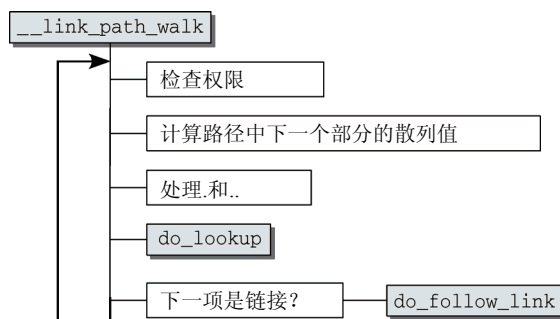 __link_path_walk
检查权限
计算路径中下一个部分的散列值
处理.和..
do_lookup
下一项是链接？
do_follow_link